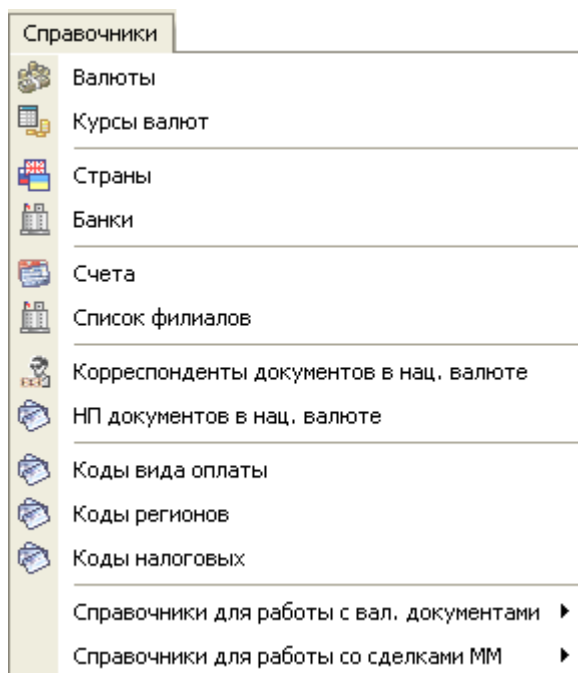 Справочники
Валюты
Курсы валют
Страны
Банки
Счета
Список филиалов
Корреспонденты документов в нац. валюте
НП документов в нац. валюте
Коды вида оплаты
Коды регионов
Коды налоговых
Справочники для работы с вал. документами
Справочники для работы со сделками ММ